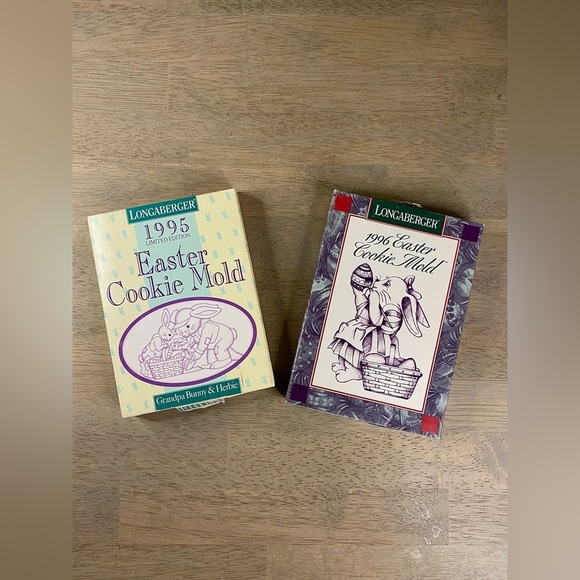 LONGABERGER
1995
LIMITED EDITION
Easter
Cookie Mold
Grandpa Bunny & Herbie
LONGABERGER
1996 Easter
Cookie Mold